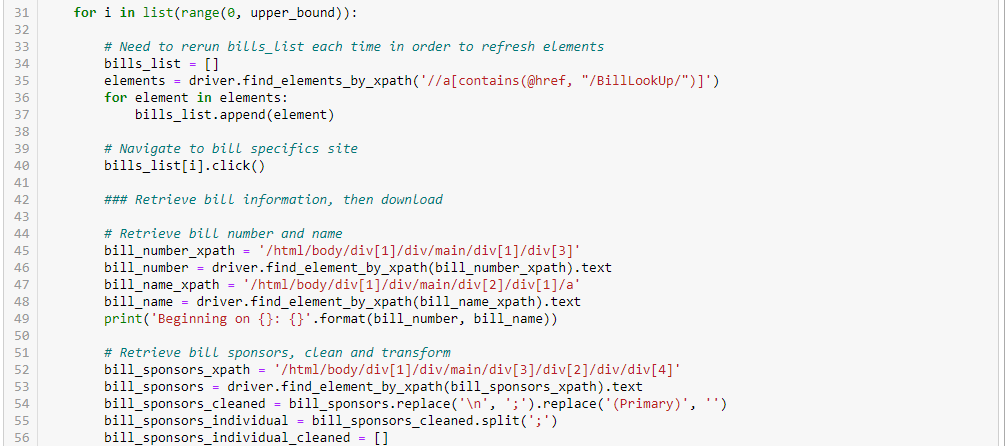 31 for i in list(range(0, upper_bound)):
32
33 # Need to rerun bills_list each time in order to refresh elements
34 bills_list = []
35 elements = driver.find_elements_by_xpath('//a[contains(@href, "/BillLookUp/")]')
36 for element in elements:
37 bills_list.append(element)
38
39 # Navigate to bill specifics site
40 bills_list[i].click()
41
42 ### Retrieve bill information, then download
43
44 # Retrieve bill number and name
45 bill_number_xpath = '/html/body/div[1]/div/main/div[1]/div[3]'
46 bill_number = driver.find_element_by_xpath(bill_number_xpath).text
47 bill_name_xpath = '/html/body/div[1]/div/main/div[2]/div[1]/a'
48 bill_name = driver.find_element_by_xpath(bill_name_xpath).text
49 print('Beginning on {}: {}'.format(bill_number, bill_name))
50
51 # Retrieve bill sponsors, clean and transform
52 bill_sponsors_xpath = '/html/body/div[1]/div/main/div[3]/div[2]/div/div[4]'
53 bill_sponsors = driver.find_element_by_xpath(bill_sponsors_xpath).text
54 bill_sponsors_cleaned = bill_sponsors.replace('\n', ';').replace('(Primary)', '')
55 bill_sponsors_individual = bill_sponsors_cleaned.split(';')
56 bill_sponsors_individual_cleaned = []